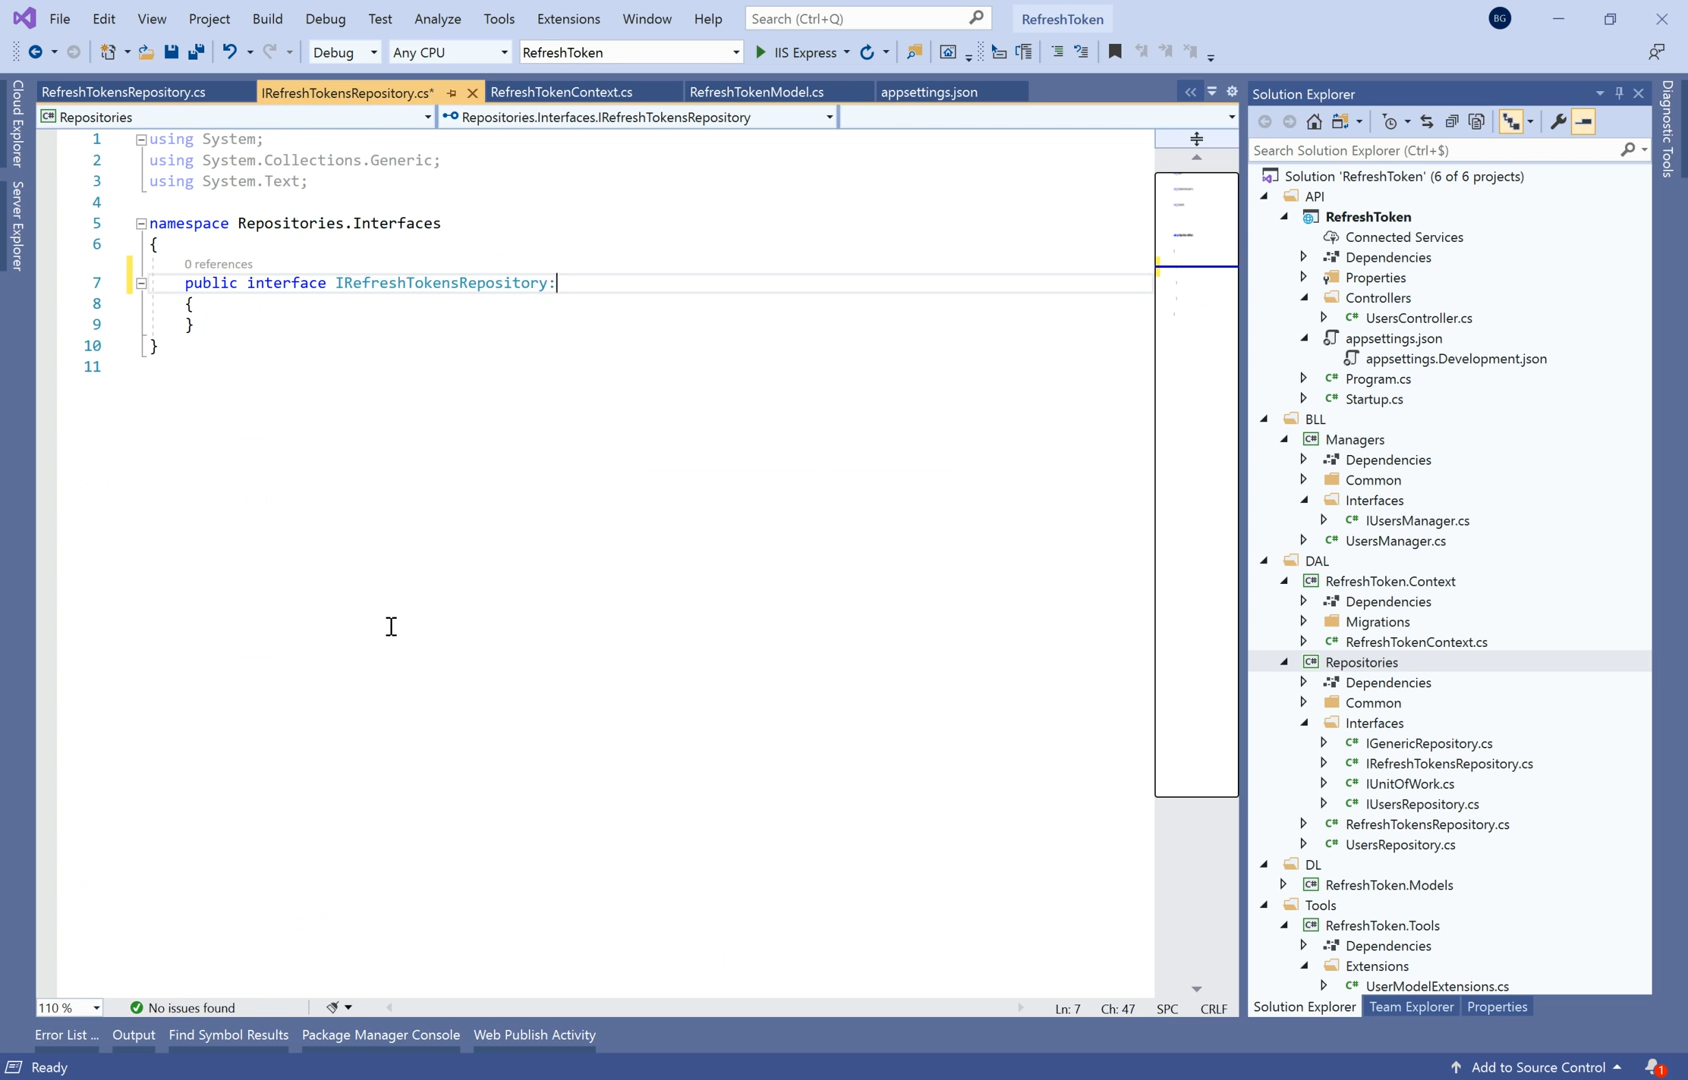 File Edit View Project Build Debug Test Analyze Tools Extensions Window Help Search (Ctrl+Q) RefreshToken BG
Debug Any CPU RefreshToken IIS Express
Cloud Explorer
Server Explorer
RefreshTokensRepository.cs IRefreshTokensRepository.cs* RefreshTokenContext.cs RefreshTokenModel.cs appsettings.json
C# Repositories Repositories.Interfaces.IRefreshTokensRepository
1 using System;
2 using System.Collections.Generic;
3 using System.Text;
4
5 namespace Repositories.Interfaces
6 {
0 references
7 public interface IRefreshTokensRepository:
8 {
9 }
10 }
11
110 % No issues found Ln: 7 Ch: 47 SPC CRLF
Solution Explorer
Search Solution Explorer (Ctrl+$)
Solution 'RefreshToken' (6 of 6 projects)
API
RefreshToken
Connected Services
Dependencies
Properties
Controllers
C# UsersController.cs
appsettings.json
appsettings.Development.json
C# Program.cs
C# Startup.cs
BLL
C# Managers
Dependencies
Common
Interfaces
C# IUsersManager.cs
C# UsersManager.cs
DAL
C# RefreshToken.Context
Dependencies
Migrations
C# RefreshTokenContext.cs
C# Repositories
Dependencies
Common
Interfaces
C# IGenericRepository.cs
C# IRefreshTokensRepository.cs
C# IUnitOfWork.cs
C# IUsersRepository.cs
C# RefreshTokensRepository.cs
C# UsersRepository.cs
DL
C# RefreshToken.Models
Tools
C# RefreshToken.Tools
Dependencies
Extensions
C# UserModelExtensions.cs
Solution Explorer Team Explorer Properties
Diagnostic Tools
Error List ... Output Find Symbol Results Package Manager Console Web Publish Activity
Ready Add to Source Control 1